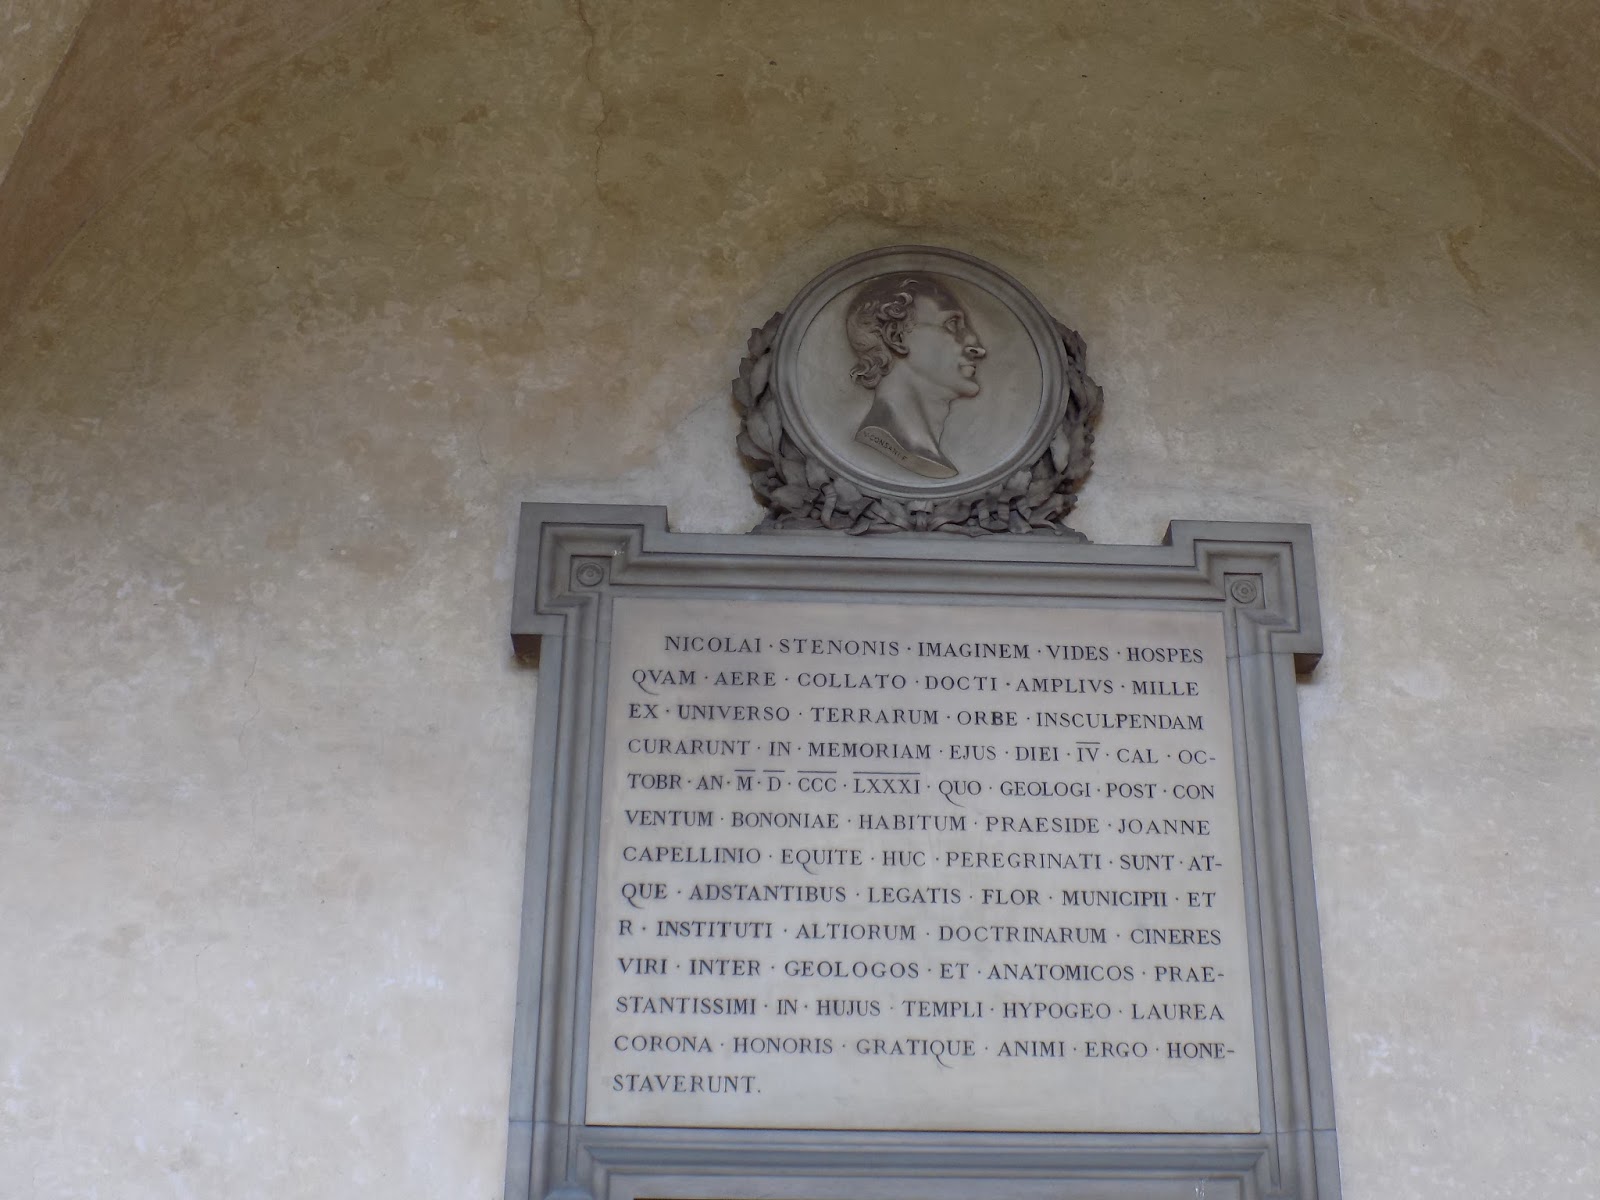 NICOLAI · STENONIS · IMAGINEM · VIDES · HOSPES
QVAM · AERE · COLLATO · DOCTI · AMPLIVS · MILLE
EX · UNIVERSO · TERRARUM · ORBE · INSCULPENDAM
CURARUNT · IN · MEMORIAM · EJUS · DIEI · I̅V̅ · CAL · OC-
TOBR · AN · M̅ · D̅ · C̅C̅C̅ · L̅X̅X̅X̅I̅ · QUO · GEOLOGI · POST · CON
VENTUM · BONONIAE · HABITUM · PRAESIDE · JOANNE
CAPELLINIO · EQUITE · HUC · PEREGRINATI · SUNT · AT-
QUE · ADSTANTIBUS · LEGATIS · FLOR · MUNICIPII · ET
R · INSTITUTI · ALTIORUM · DOCTRINARUM · CINERES
VIRI · INTER · GEOLOGOS · ET · ANATOMICOS · PRAE-
STANTISSIMI · IN · HUJUS · TEMPLI · HYPOGEO · LAUREA
CORONA · HONORIS · GRATIQUE · ANIMI · ERGO · HONE-
STAVERUNT.